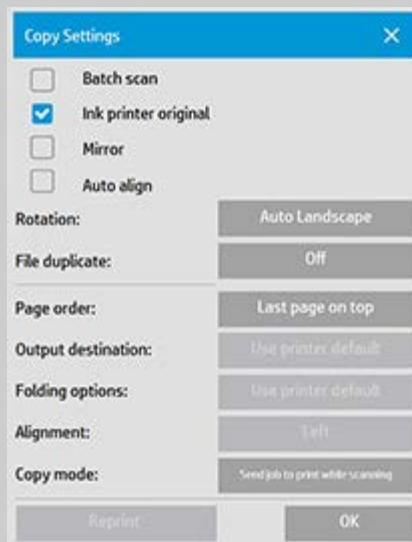 Copy Settings
Batch scan
Ink printer original
Mirror
Auto align
Rotation: Auto Landscape
File duplicate: Off
Page order: Last page on top
Output destination: Use printer default
Folding options: Use printer default
Alignment: Left
Copy mode: Send job to print while scanning
Reprint OK